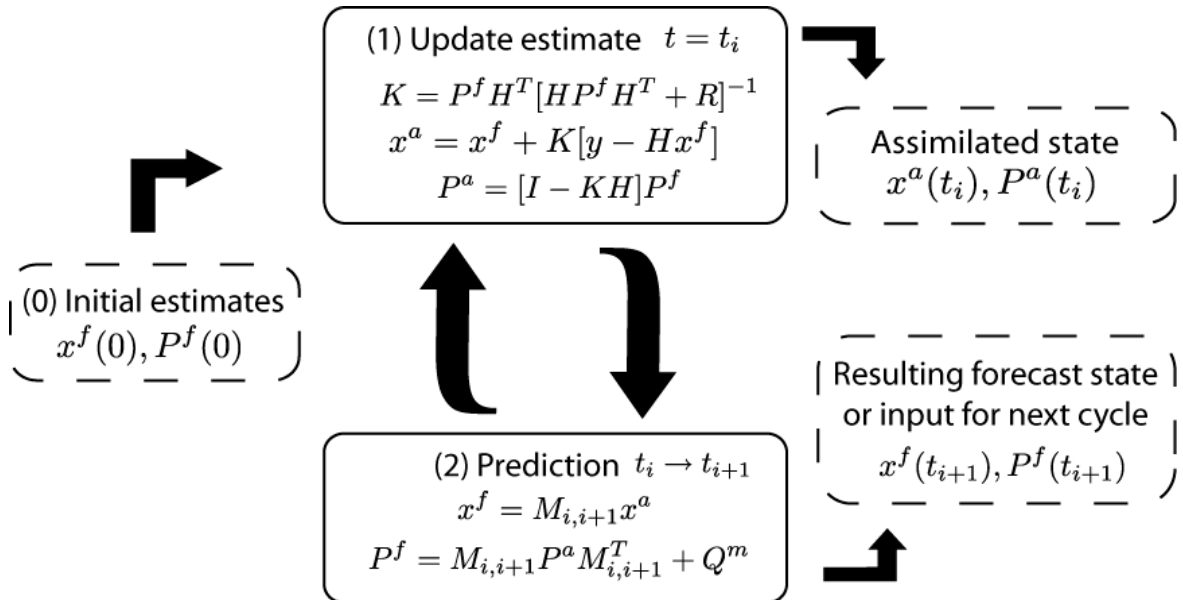 (1) Update estimate t = t_i
K = P^f H^T [H P^f H^T + R]^{-1}
x^a = x^f + K[y − H x^f]
P^a = [I − KH]P^f
Assimilated state
x^a(t_i), P^a(t_i)
(0) Initial estimates
x^f(0), P^f(0)
(2) Prediction t_i → t_{i+1}
x^f = M_{i,i+1} x^a
P^f = M_{i,i+1} P^a M^T_{i,i+1} + Q^m
Resulting forecast state
or input for next cycle
x^f(t_{i+1}), P^f(t_{i+1})